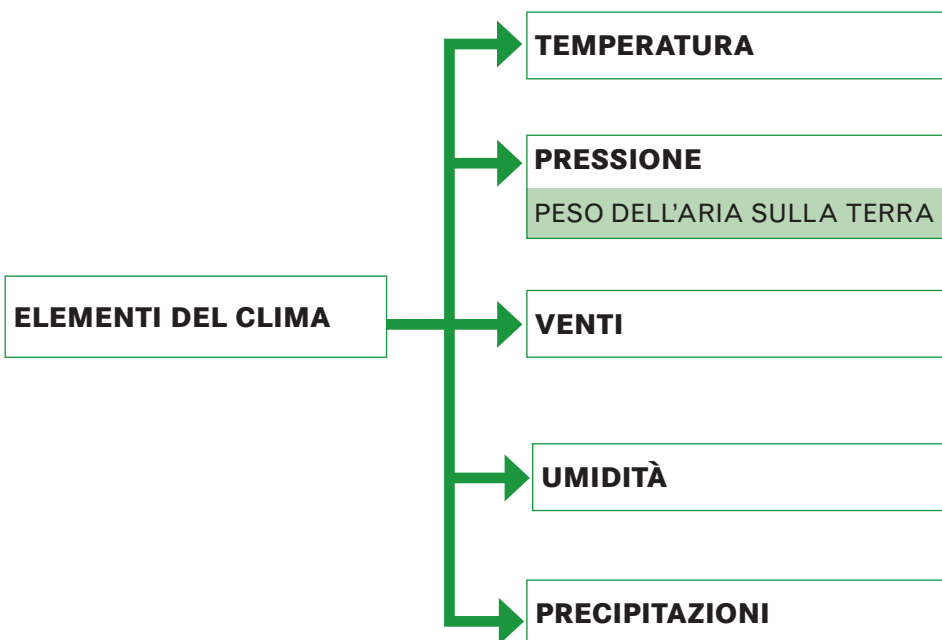 TEMPERATURA
PRESSIONE
PESO DELL'ARIA SULLA TERRA
ELEMENTI DEL CLIMA
VENTI
UMIDITÀ
PRECIPITAZIONI